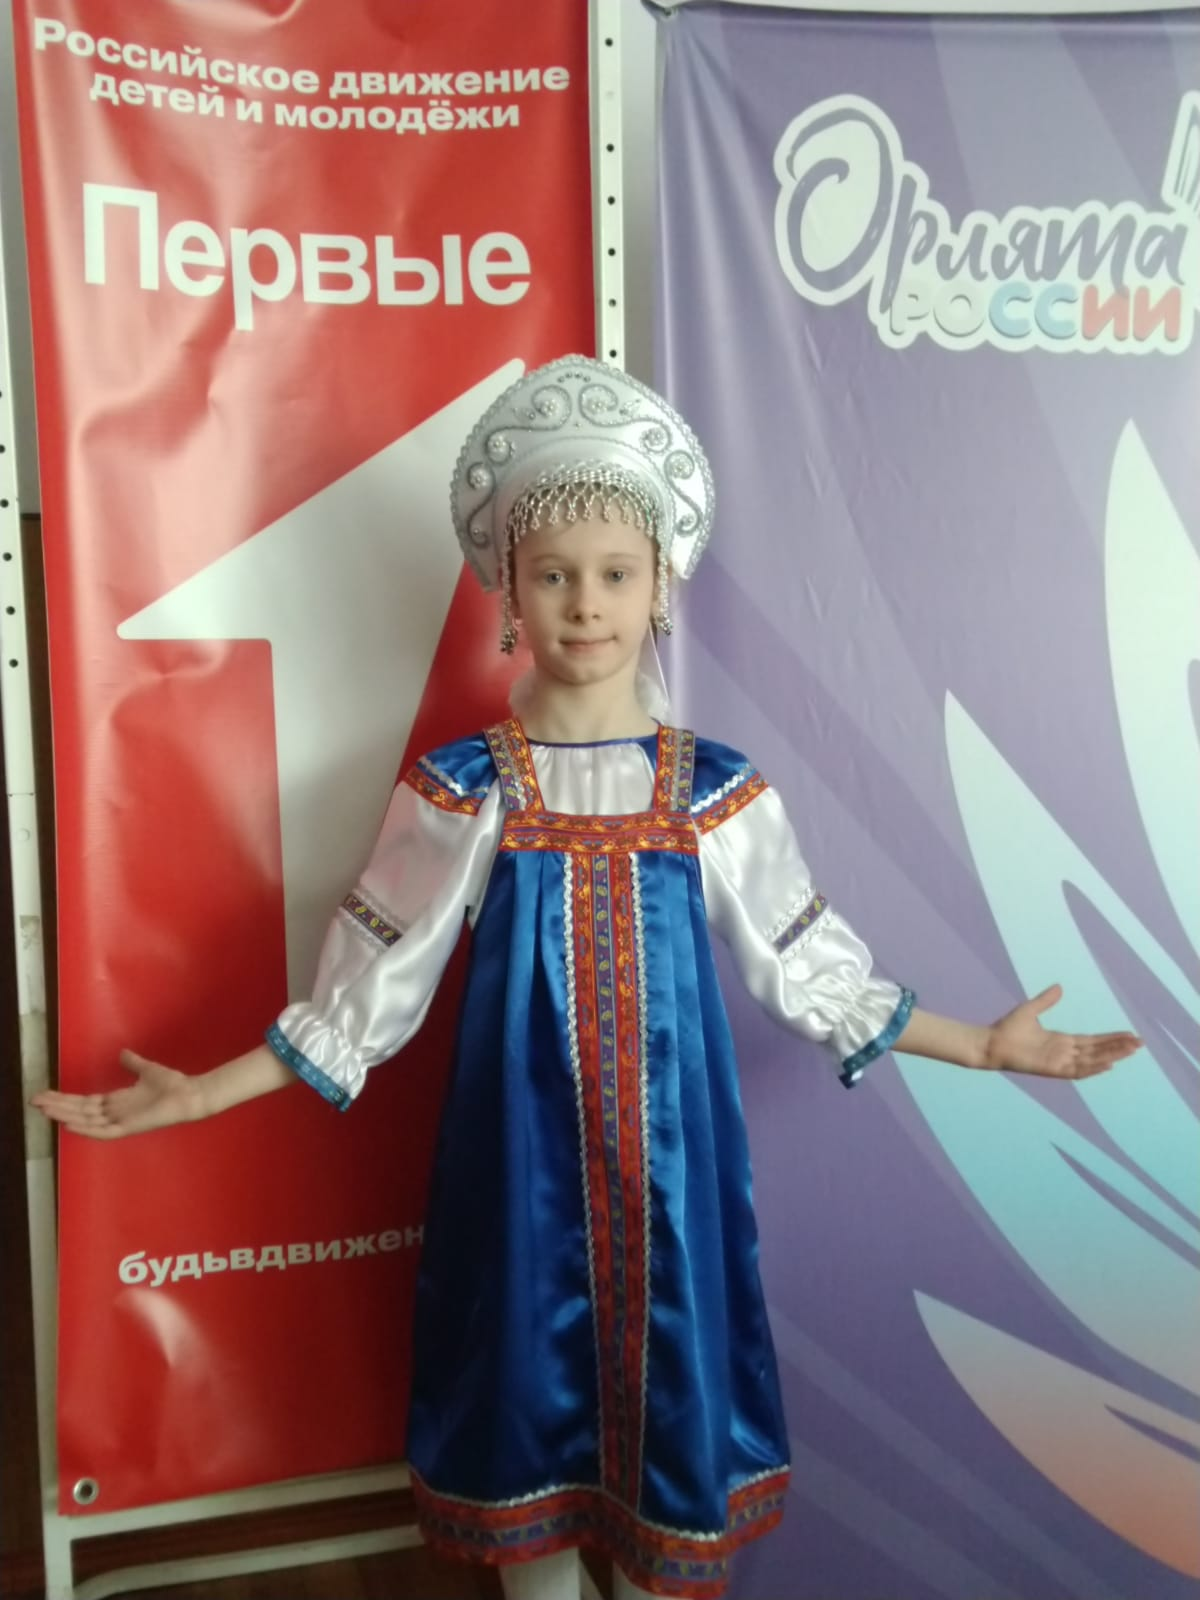 Российское движение
детей и молодёжи
Первые
будьвдвижен
Орлята
РОССИИ